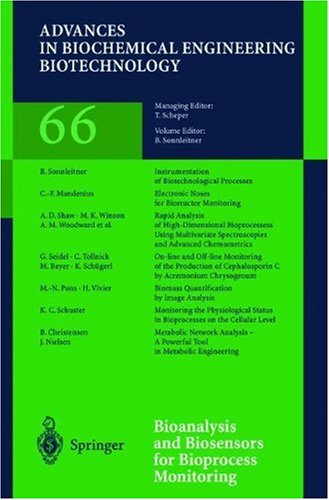 ADVANCES
IN BIOCHEMICAL ENGINEERING
BIOTECHNOLOGY
66
Managing Editor:
T. Scheper
Volume Editor:
B. Sonnleitner
B. Sonnleitner
Instrumentation
of Biotechnological Processes
C.-F. Mandenius
Electronic Noses
for Bioreactor Monitoring
A. D. Shaw · M. K. Winson
A. M. Woodward et al.
Rapid Analysis
of High-Dimensional Bioprocessess
Using Multivariate Spectroscopies
and Advanced Chemometrics
G. Seidel · C. Tollnick
M. Beyer · K. Schügerl
On-line and Off-line Monitoring
of the Production of Cephalosporin C
by Acremonium Chrysogenum
M.-N. Pons · H. Vivier
Biomass Quantification
by Image Analysis
K. C. Schuster
Monitoring the Physiological Status
in Bioprocesses on the Cellular Level
B. Christensen
J. Nielsen
Metabolic Network Analysis –
A Powerful Tool
in Metabolic Engineering
Springer
Bioanalysis
and Biosensors
for Bioprocess
Monitoring